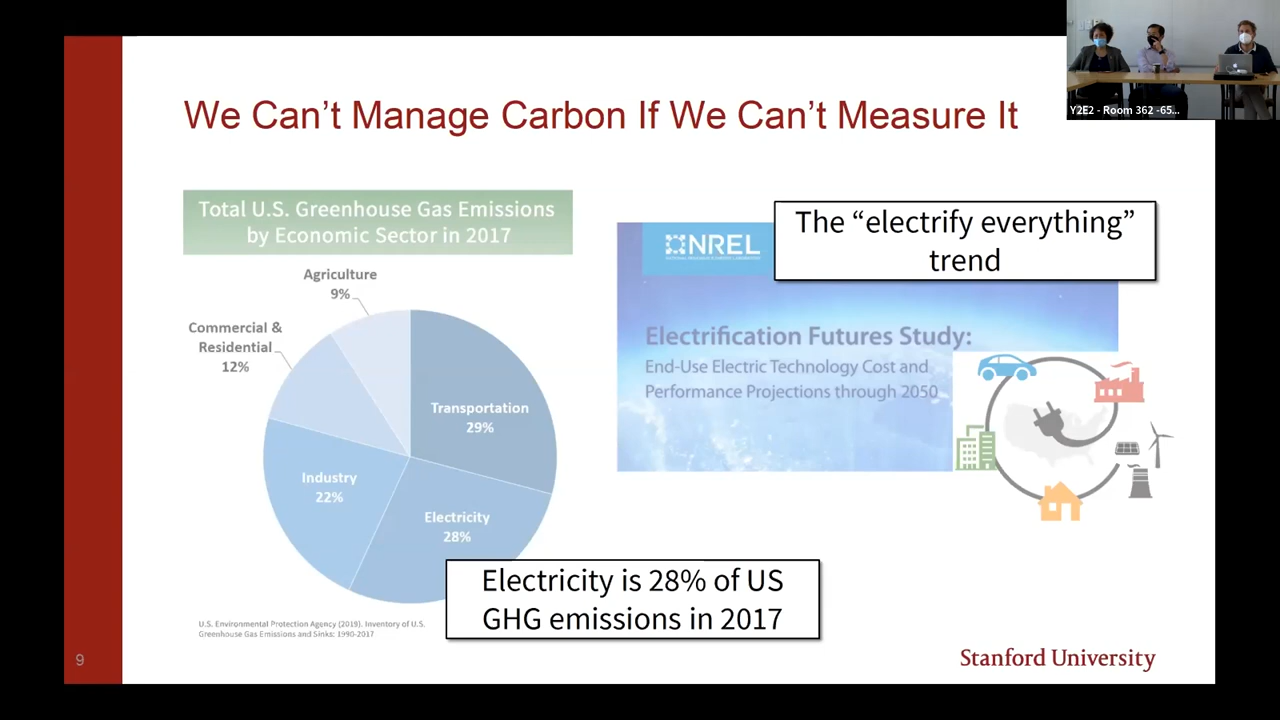 Y2E2 - Room 362 -65...
We Can't Manage Carbon If We Can't Measure It
Total U.S. Greenhouse Gas Emissions
by Economic Sector in 2017
Agriculture
9%
Commercial &
Residential
12%
Transportation
29%
Industry
22%
Electricity
28%
U.S. Environmental Protection Agency (2019). Inventory of U.S.
Greenhouse Gas Emissions and Sinks: 1990-2017
Electricity is 28% of US
GHG emissions in 2017
The “electrify everything”
trend
NREL
Electrification Futures Study:
End-Use Electric Technology Cost and
Performance Projections through 2050
9
Stanford University